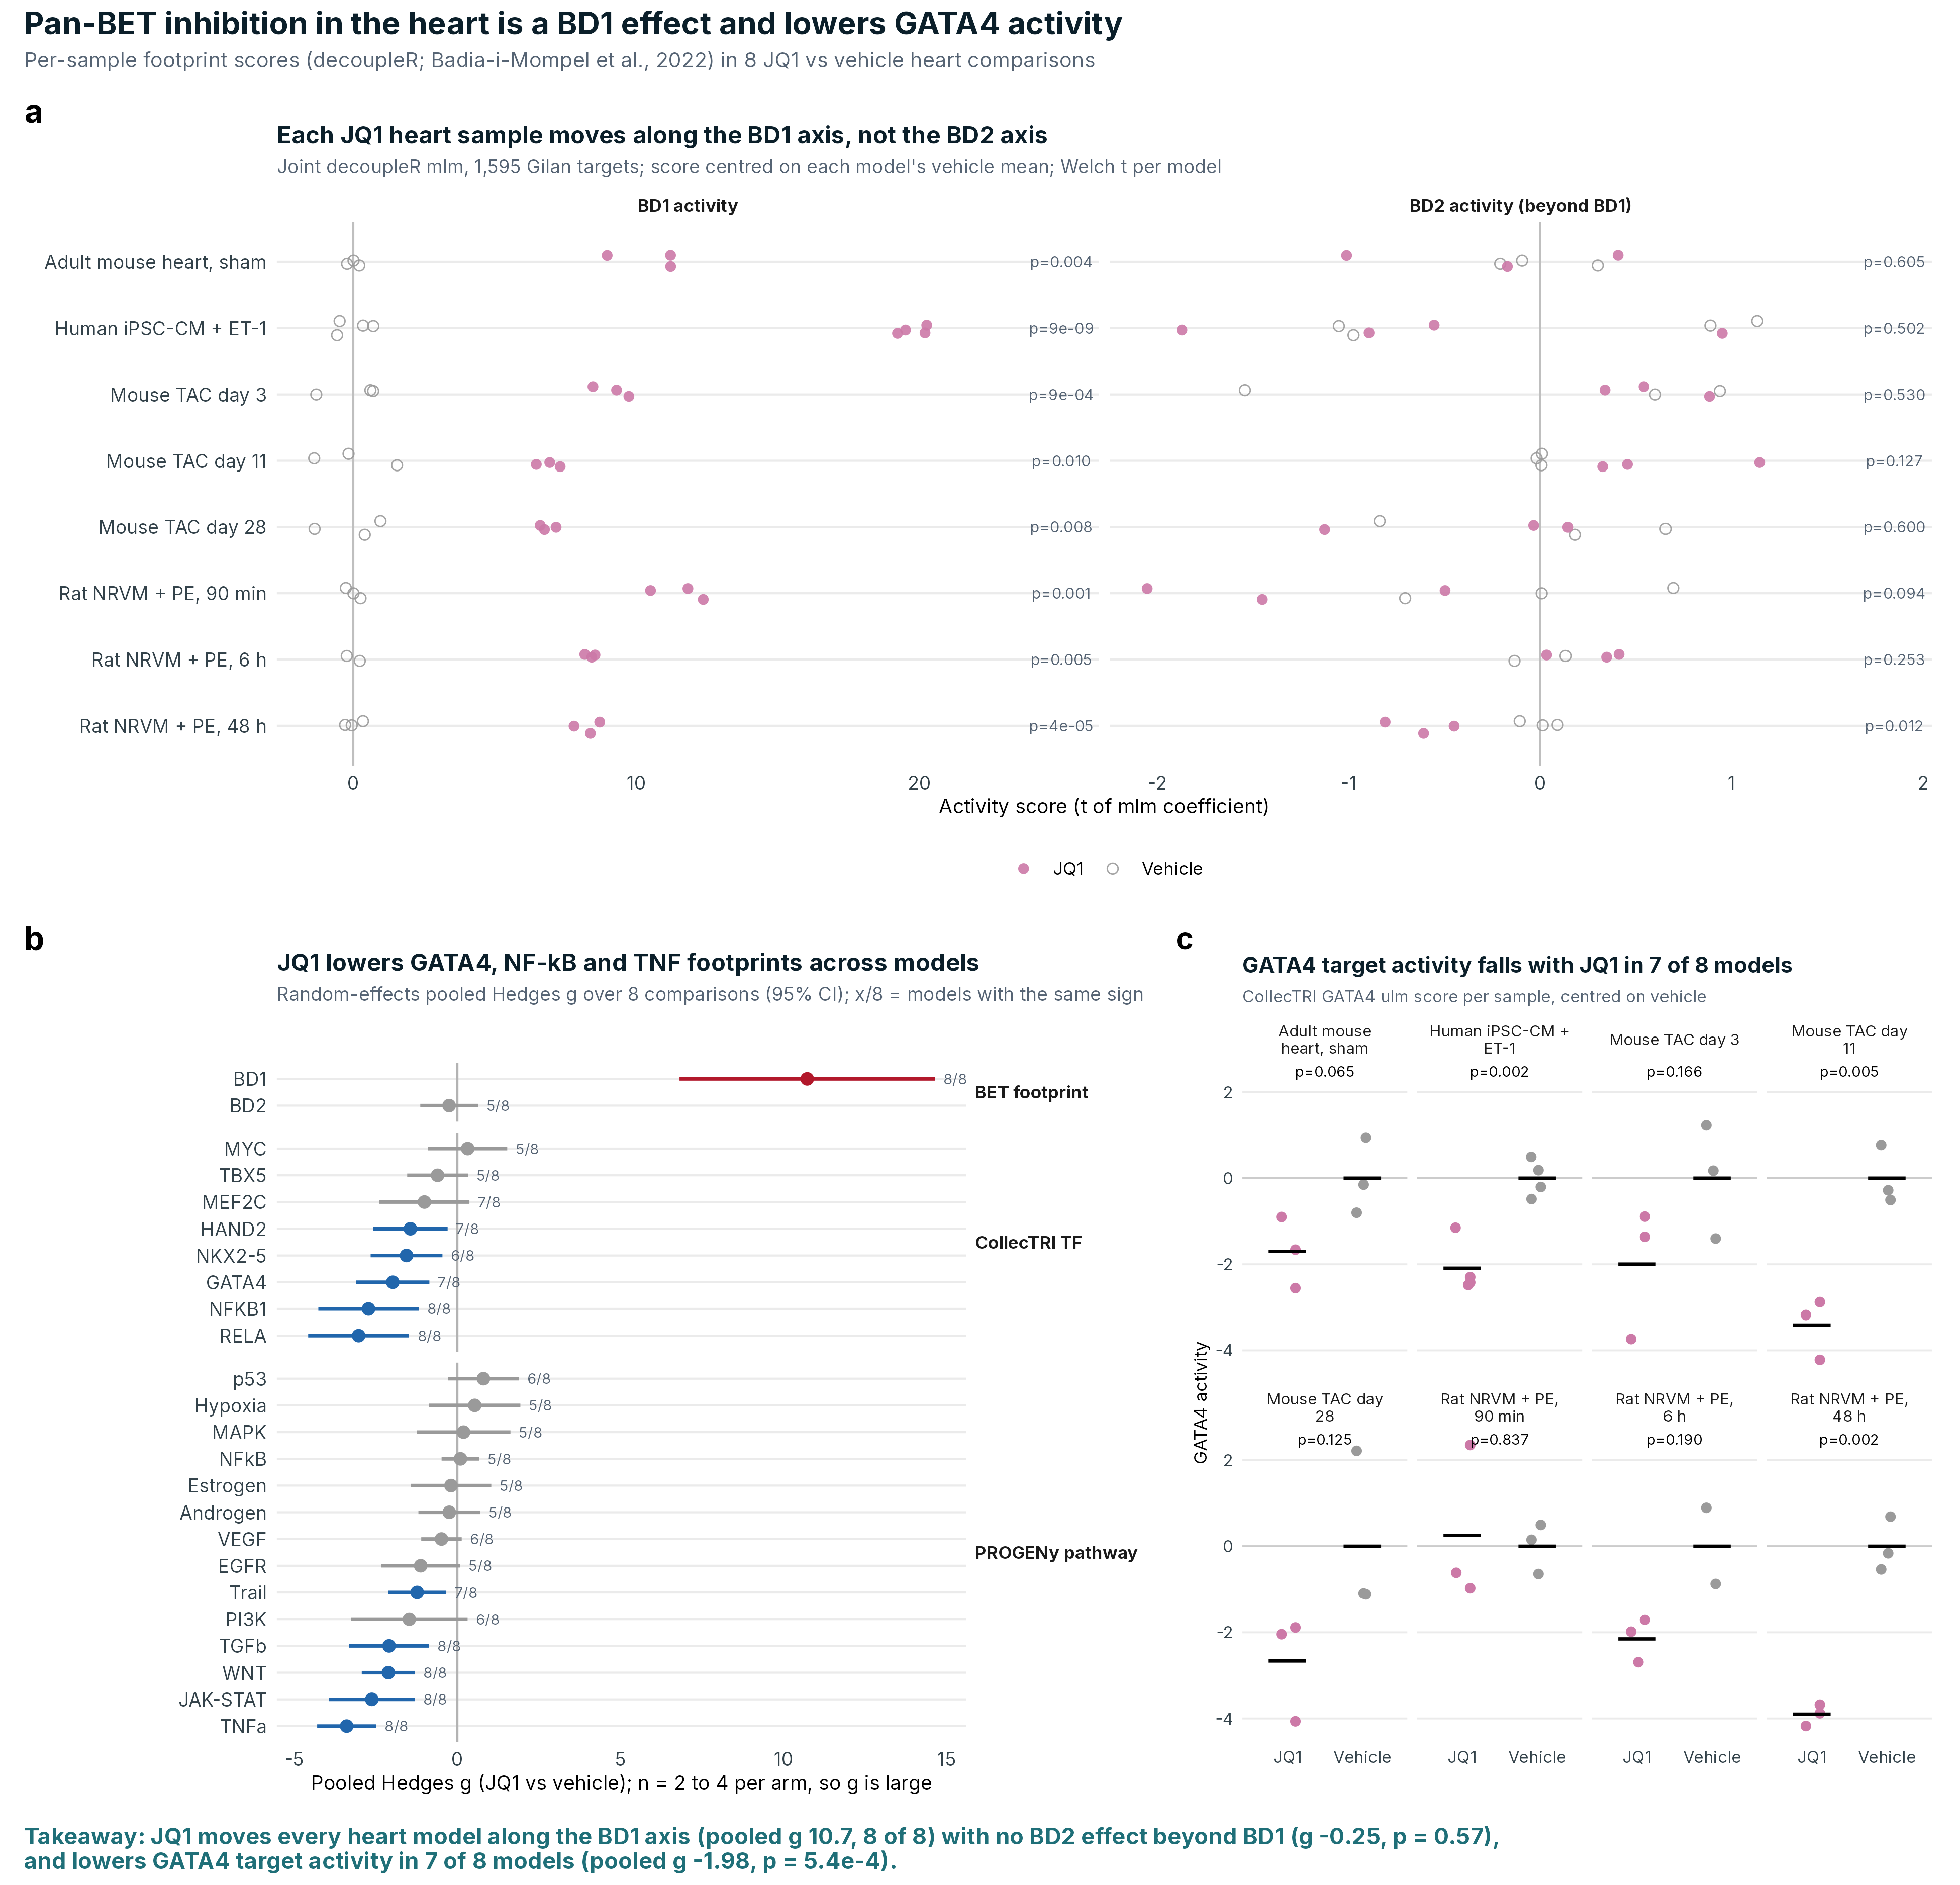 Pan-BET inhibition in the heart is a BD1 effect and lowers GATA4 activity
Per-sample footprint scores (decoupleR; Badia-i-Mompel et al., 2022) in 8 JQ1 vs vehicle heart comparisons
a
Each JQ1 heart sample moves along the BD1 axis, not the BD2 axis
Joint decoupleR mlm, 1,595 Gilan targets; score centred on each model's vehicle mean; Welch t per model
BD1 activity
BD2 activity (beyond BD1)
Adult mouse heart, sham
p=0.004
p=0.605
Human iPSC-CM + ET-1
p=9e-09
p=0.502
Mouse TAC day 3
p=9e-04
p=0.530
Mouse TAC day 11
p=0.010
p=0.127
Mouse TAC day 28
p=0.008
p=0.600
Rat NRVM + PE, 90 min
p=0.001
p=0.094
Rat NRVM + PE, 6 h
p=0.005
p=0.253
Rat NRVM + PE, 48 h
p=4e-05
p=0.012
0 10 20
-2 -1 0 1 2
Activity score (t of mlm coefficient)
JQ1 Vehicle
b
JQ1 lowers GATA4, NF-kB and TNF footprints across models
Random-effects pooled Hedges g over 8 comparisons (95% CI); x/8 = models with the same sign
BD1 8/8
BD2 5/8
BET footprint
MYC 5/8
TBX5 5/8
MEF2C 7/8
HAND2 7/8
NKX2-5 6/8
GATA4 7/8
NFKB1 8/8
RELA 8/8
CollecTRI TF
p53 6/8
Hypoxia 5/8
MAPK 5/8
NFkB 5/8
Estrogen 5/8
Androgen 5/8
VEGF 6/8
EGFR 5/8
Trail 7/8
PI3K 6/8
TGFb 8/8
WNT 8/8
JAK-STAT 8/8
TNFa 8/8
PROGENy pathway
-5 0 5 10 15
Pooled Hedges g (JQ1 vs vehicle); n = 2 to 4 per arm, so g is large
c
GATA4 target activity falls with JQ1 in 7 of 8 models
CollecTRI GATA4 ulm score per sample, centred on vehicle
Adult mouse
heart, sham
p=0.065
Human iPSC-CM +
ET-1
p=0.002
Mouse TAC day 3
p=0.166
Mouse TAC day
11
p=0.005
2
0
-2
-4
GATA4 activity
Mouse TAC day
28
p=0.125
Rat NRVM + PE,
90 min
p=0.837
Rat NRVM + PE,
6 h
p=0.190
Rat NRVM + PE,
48 h
p=0.002
2
0
-2
-4
JQ1 Vehicle
JQ1 Vehicle
JQ1 Vehicle
JQ1 Vehicle
Takeaway: JQ1 moves every heart model along the BD1 axis (pooled g 10.7, 8 of 8) with no BD2 effect beyond BD1 (g -0.25, p = 0.57),
and lowers GATA4 target activity in 7 of 8 models (pooled g -1.98, p = 5.4e-4).